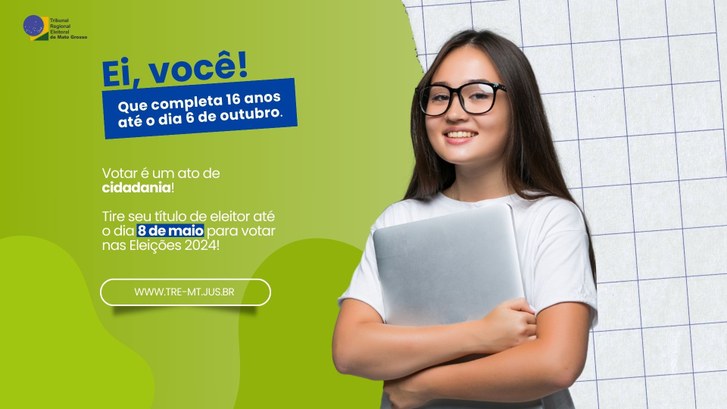 Tribunal
Regional
Eleitoral
de Mato Grosso
Ei, você!
Que completa 16 anos
até o dia 6 de outubro.
Votar é um ato de
cidadania!
Tire seu título de eleitor até
o dia 8 de maio para votar
nas Eleições 2024!
WWW.TRE-MT.JUS.BR